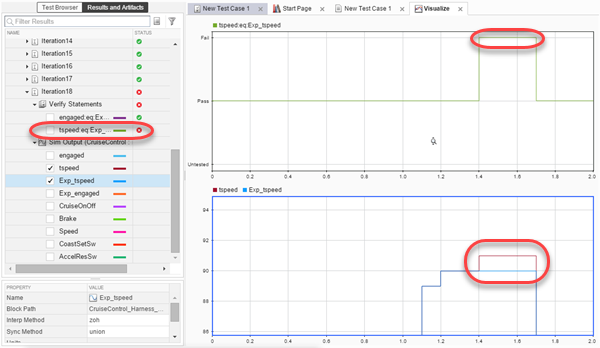 Test Browser
Results and Artifacts
Filter Results
NAME
STATUS
Iteration14
Iteration15
Iteration16
Iteration17
Iteration18
Verify Statements
engaged:eq:Ex...
tspeed:eq:Exp_...
Sim Output (CruiseControl
engaged
tspeed
Exp_tspeed
Exp_engaged
CruiseOnOff
Brake
Speed
CoastSetSw
AccelResSw
PROPERTY VALUE
Name Exp_tspeed
Block Path CruiseControl_Harness_...
Interp Method zoh
Sync Method union
New Test Case 1
Start Page
New Test Case 1
Visualize
tspeed:eq:Exp_tspeed
Fail
Pass
Untested
0 0.2 0.4 0.6 0.8 1.0 1.2 1.4 1.6 1.8 2.0
tspeed Exp_tspeed
94
92
90
88
86
0 0.2 0.4 0.6 0.8 1.0 1.2 1.4 1.6 1.8 2.0